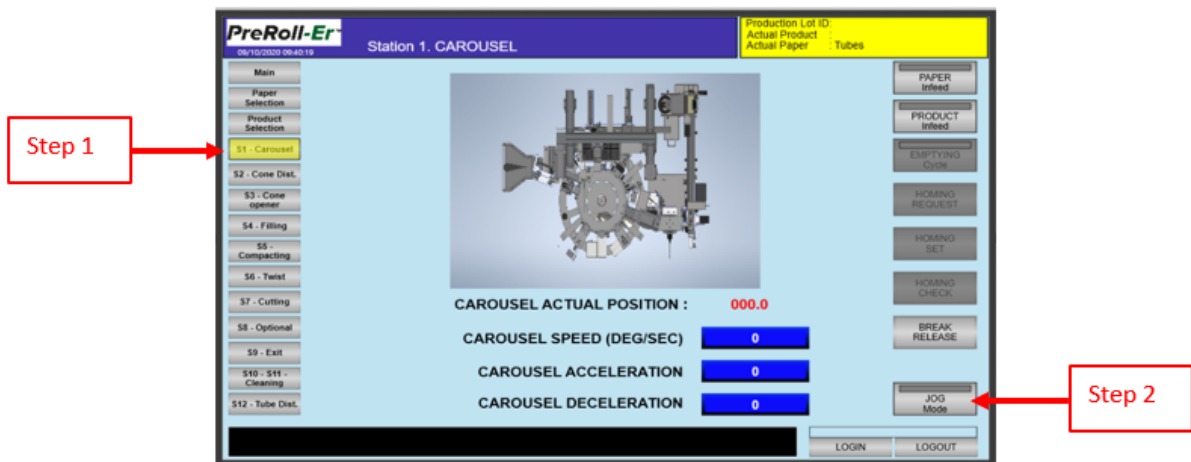 PreRoll-Er
09/10/2020 09:40:19
Station 1. CAROUSEL
Production Lot ID:
Actual Product :
Actual Paper : Tubes
Main
Paper
Selection
Product
Selection
S1 - Carousel
S2 - Cone Dist.
S3 - Cone
opener
S4 - Filling
S5 -
Compacting
S6 - Twist
S7 - Cutting
S8 - Optional
S9 - Exit
S10 - S11 -
Cleaning
S12 - Tube Dist.
Step 1
CAROUSEL ACTUAL POSITION : 000.0
CAROUSEL SPEED (DEG/SEC) 0
CAROUSEL ACCELERATION 0
CAROUSEL DECELERATION 0
PAPER
Infeed
PRODUCT
Infeed
EMPTYING
Cycle
HOMING
REQUEST
HOMING
SET
HOMING
CHECK
BREAK
RELEASE
JOG
Mode
Step 2
LOGIN
LOGOUT